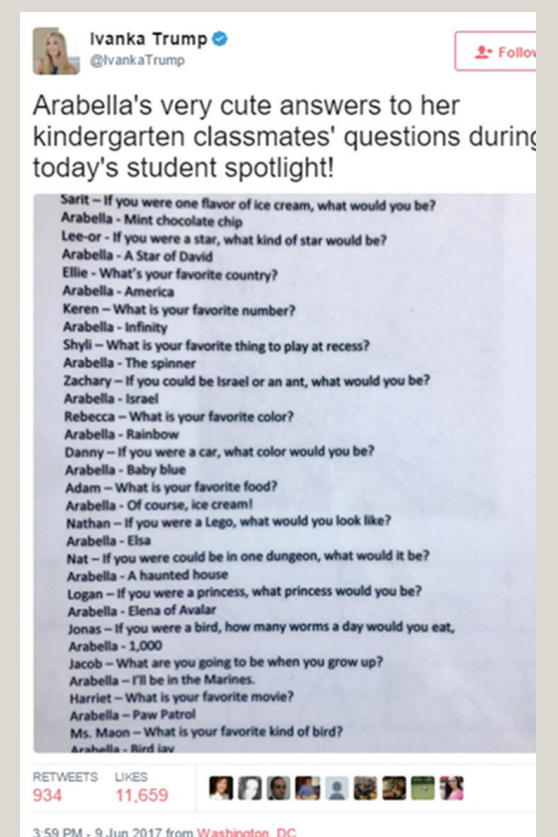 Ivanka Trump
@IvankaTrump
Follow
Arabella's very cute answers to her
kindergarten classmates' questions during
today's student spotlight!
Sarit – If you were one flavor of ice cream, what would you be?
Arabella - Mint chocolate chip
Lee-or - If you were a star, what kind of star would be?
Arabella - A Star of David
Ellie - What's your favorite country?
Arabella - America
Keren – What is your favorite number?
Arabella - Infinity
Shyli – What is your favorite thing to play at recess?
Arabella - The spinner
Zachary – If you could be Israel or an ant, what would you be?
Arabella - Israel
Rebecca – What is your favorite color?
Arabella - Rainbow
Danny – If you were a car, what color would you be?
Arabella - Baby blue
Adam – What is your favorite food?
Arabella - Of course, ice cream!
Nathan – If you were a Lego, what would you look like?
Arabella - Elsa
Nat – If you were could be in one dungeon, what would it be?
Arabella - A haunted house
Logan – If you were a princess, what princess would you be?
Arabella - Elena of Avalar
Jonas – If you were a bird, how many worms a day would you eat,
Arabella - 1,000
Jacob – What are you going to be when you grow up?
Arabella – I'll be in the Marines.
Harriet – What is your favorite movie?
Arabella – Paw Patrol
Ms. Maon – What is your favorite kind of bird?
Arabella - Bird jay
RETWEETS LIKES
934 11,659
3:59 PM - 9 Jun 2017 from Washington, DC